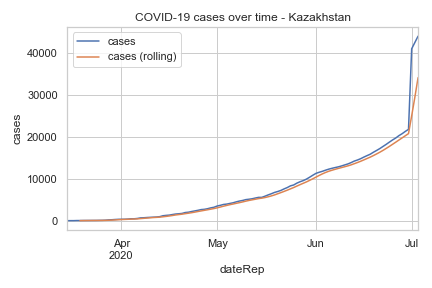 COVID-19 cases over time - Kazakhstan
cases
cases (rolling)
40000
30000
20000
10000
0
cases
Apr
2020
May
Jun
Jul
dateRep